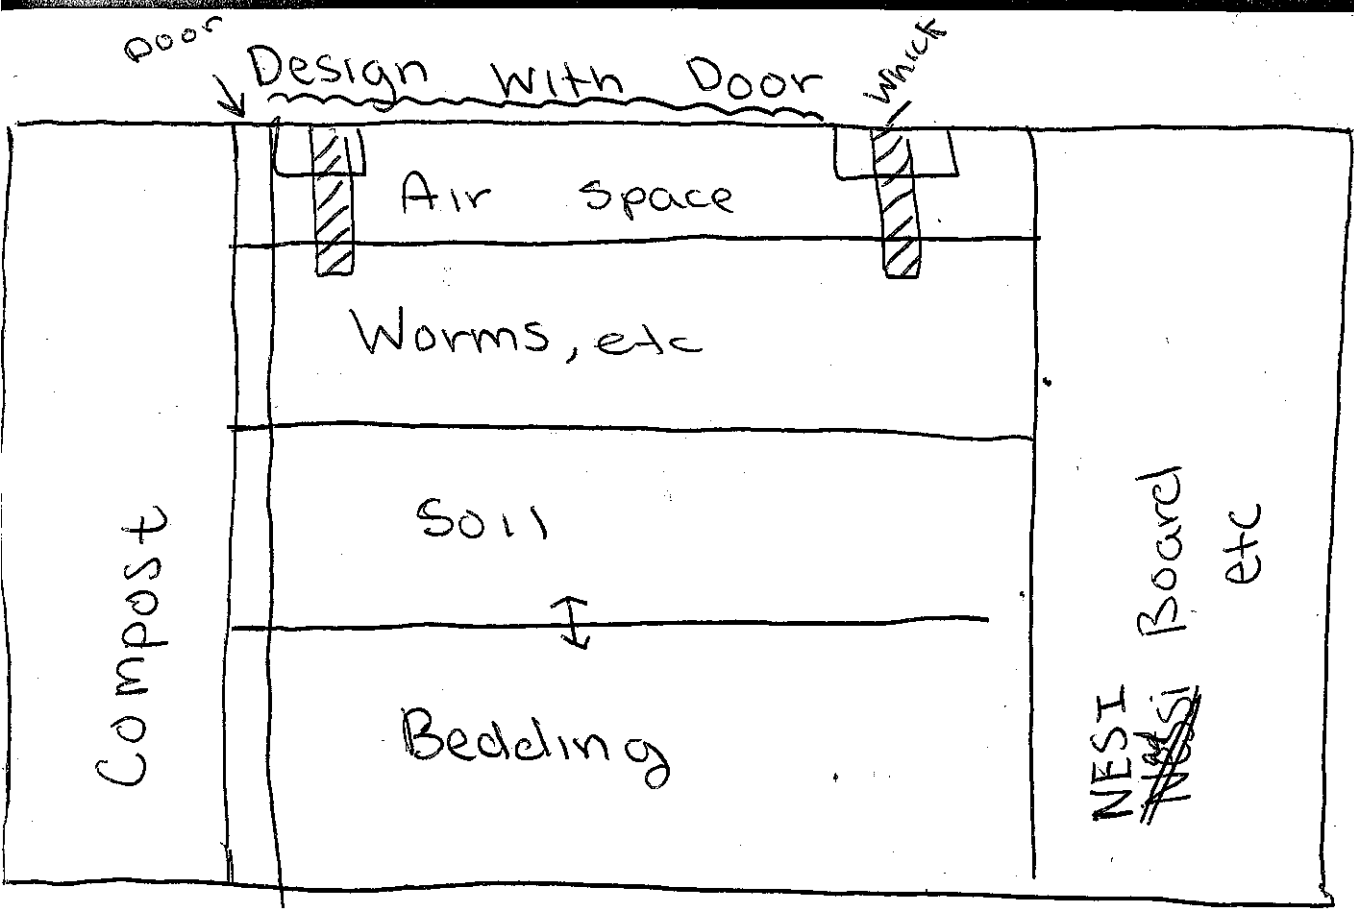 Door
Design With Door
Whick
Air Space
Worms, etc
Soil
Bedding
Compost
NESI
Board
etc